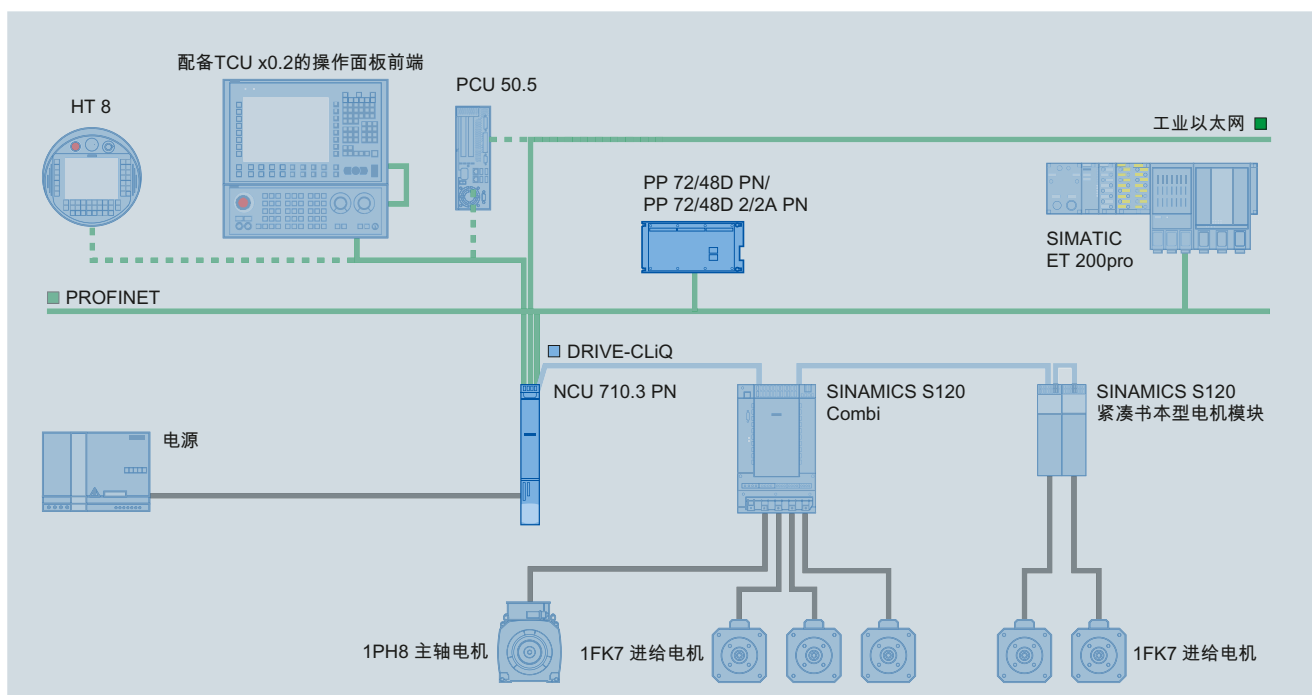 配备TCU x0.2的操作面板前端
HT 8
PCU 50.5
工业以太网
PP 72/48D PN/
PP 72/48D 2/2A PN
SIMATIC
ET 200pro
PROFINET
DRIVE-CLiQ
NCU 710.3 PN
SINAMICS S120
Combi
SINAMICS S120
紧凑书本型电机模块
电源
1PH8 主轴电机
1FK7 进给电机
1FK7 进给电机